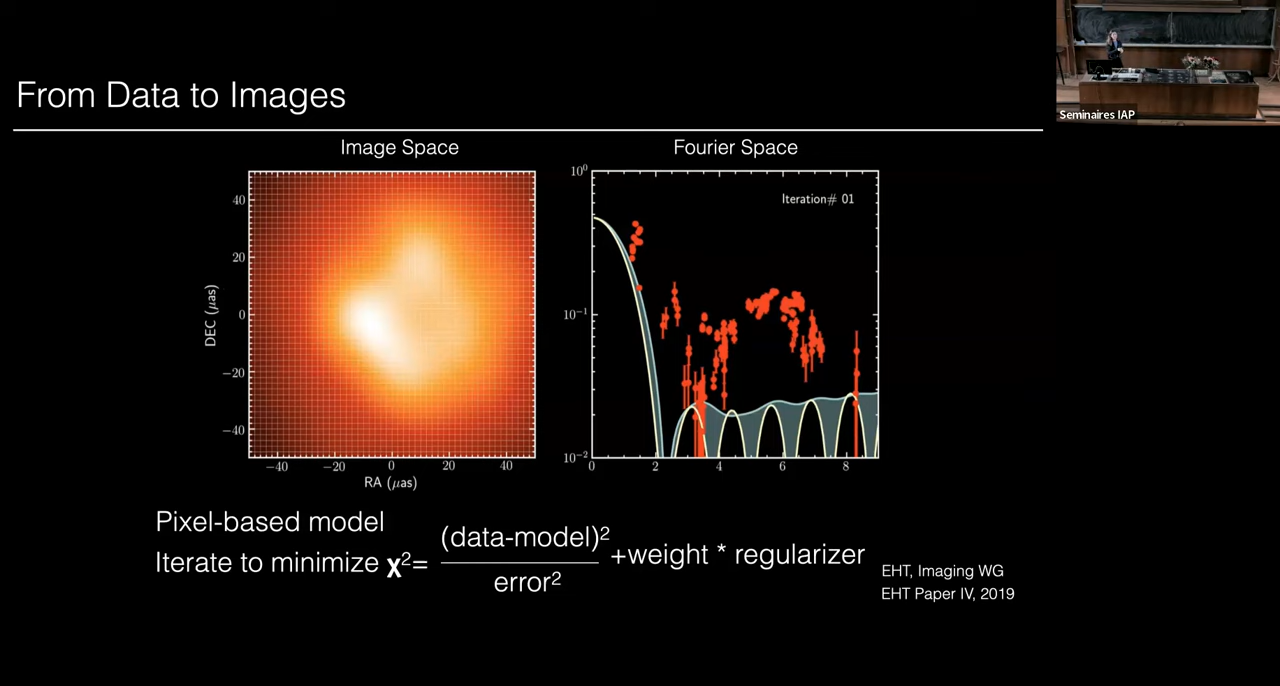 Seminaires IAP
From Data to Images
Image Space
Fourier Space
40
20
0
−20
−40
DEC (μas)
−40 −20 0 20 40
RA (μas)
10⁰
10⁻¹
10⁻²
Iteration# 01
0 2 4 6 8
Pixel-based model
Iterate to minimize χ²= (data-model)² / error² +weight * regularizer
EHT, Imaging WG
EHT Paper IV, 2019